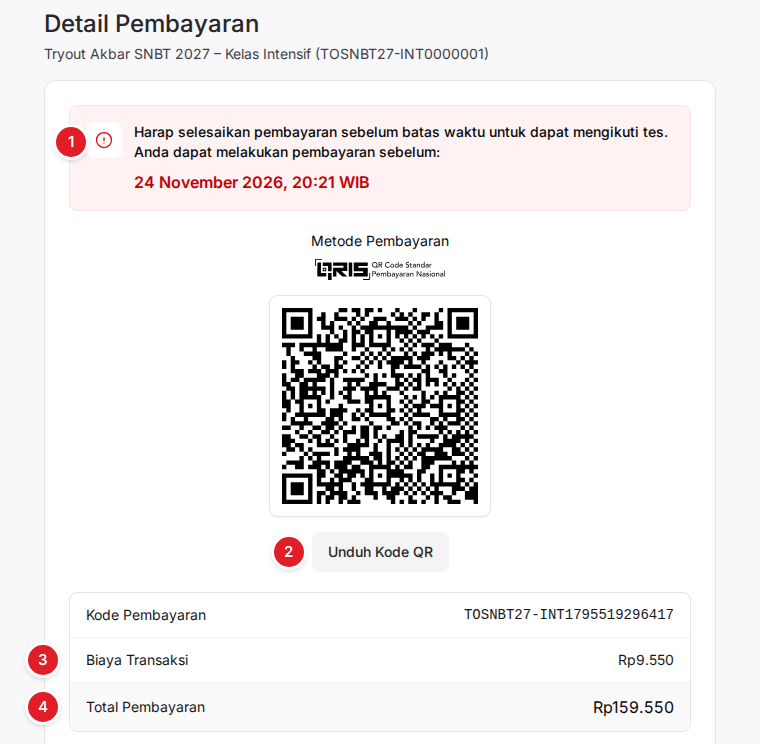 Detail Pembayaran
Tryout Akbar SNBT 2027 – Kelas Intensif (TOSNBT27-INT0000001)
1
Harap selesaikan pembayaran sebelum batas waktu untuk dapat mengikuti tes.
Anda dapat melakukan pembayaran sebelum:
24 November 2026, 20:21 WIB
Metode Pembayaran
QRIS QR Code Standar
Pembayaran Nasional
2 Unduh Kode QR
Kode Pembayaran TOSNBT27-INT1795519296417
3 Biaya Transaksi Rp9.550
4 Total Pembayaran Rp159.550